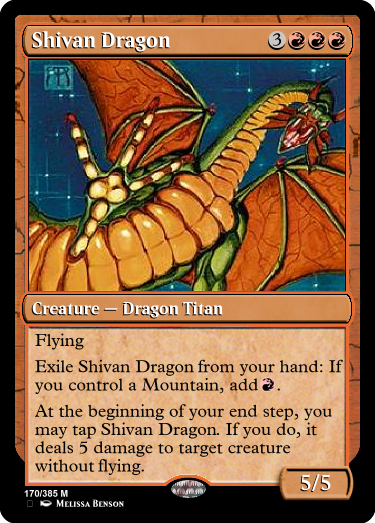 Shivan Dragon 3
Creature — Dragon Titan
Flying
Exile Shivan Dragon from your hand: If
you control a Mountain, add .
At the beginning of your end step, you
may tap Shivan Dragon. If you do, it
deals 5 damage to target creature
without flying.
5/5
170/385 M
Melissa Benson